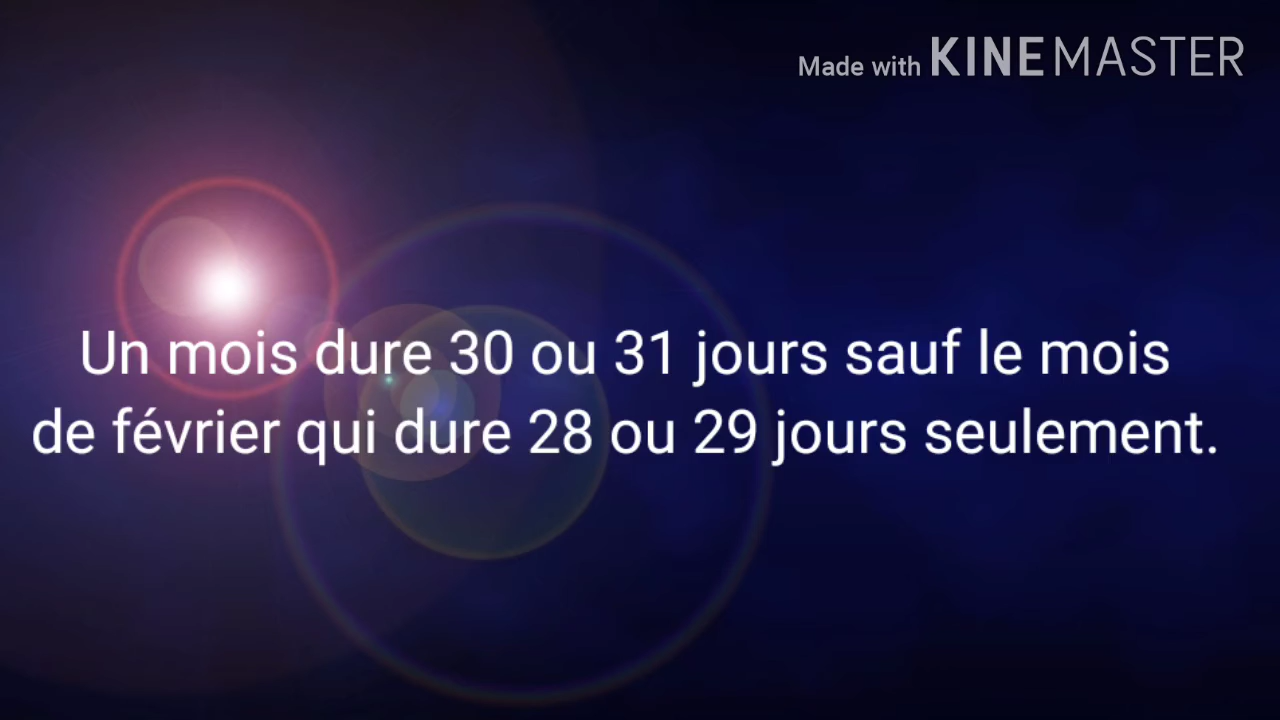 Made with KINEMASTER
Un mois dure 30 ou 31 jours sauf le mois
de février qui dure 28 ou 29 jours seulement.